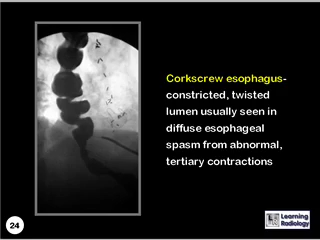 Corkscrew esophagus-
constricted, twisted
lumen usually seen in
diffuse esophageal
spasm from abnormal,
tertiary contractions
24
Learning
Radiology